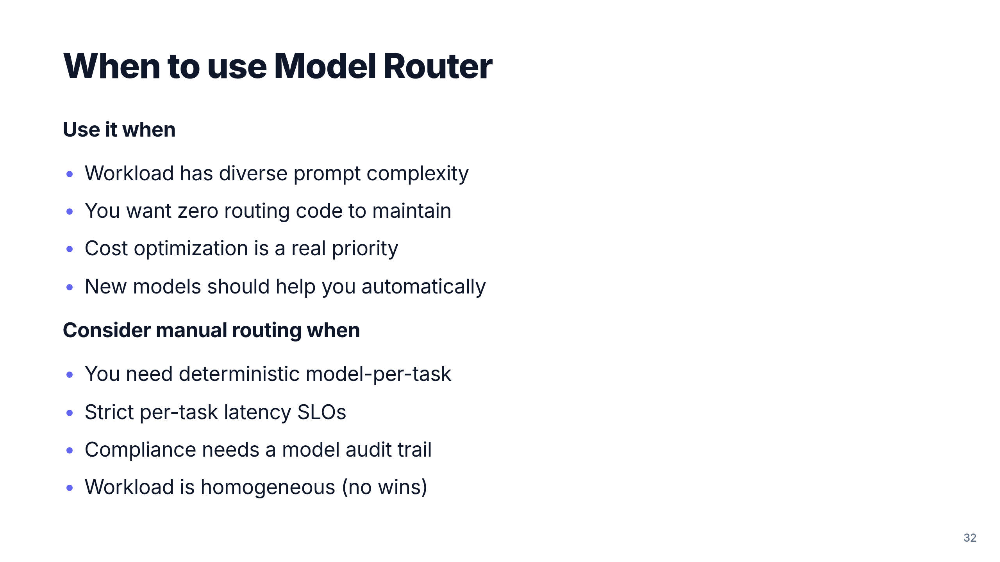 When to use Model Router
Use it when
• Workload has diverse prompt complexity
• You want zero routing code to maintain
• Cost optimization is a real priority
• New models should help you automatically
Consider manual routing when
• You need deterministic model-per-task
• Strict per-task latency SLOs
• Compliance needs a model audit trail
• Workload is homogeneous (no wins)
32